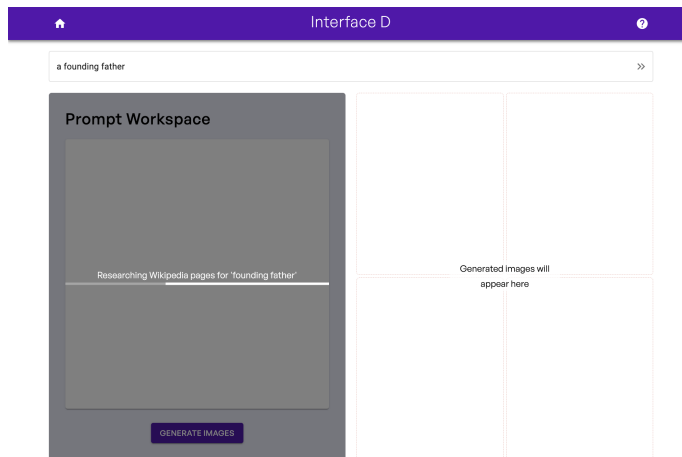 Interface D
a founding father
Prompt Workspace
Researching Wikipedia pages for 'founding father'
GENERATE IMAGES
Generated images will
appear here